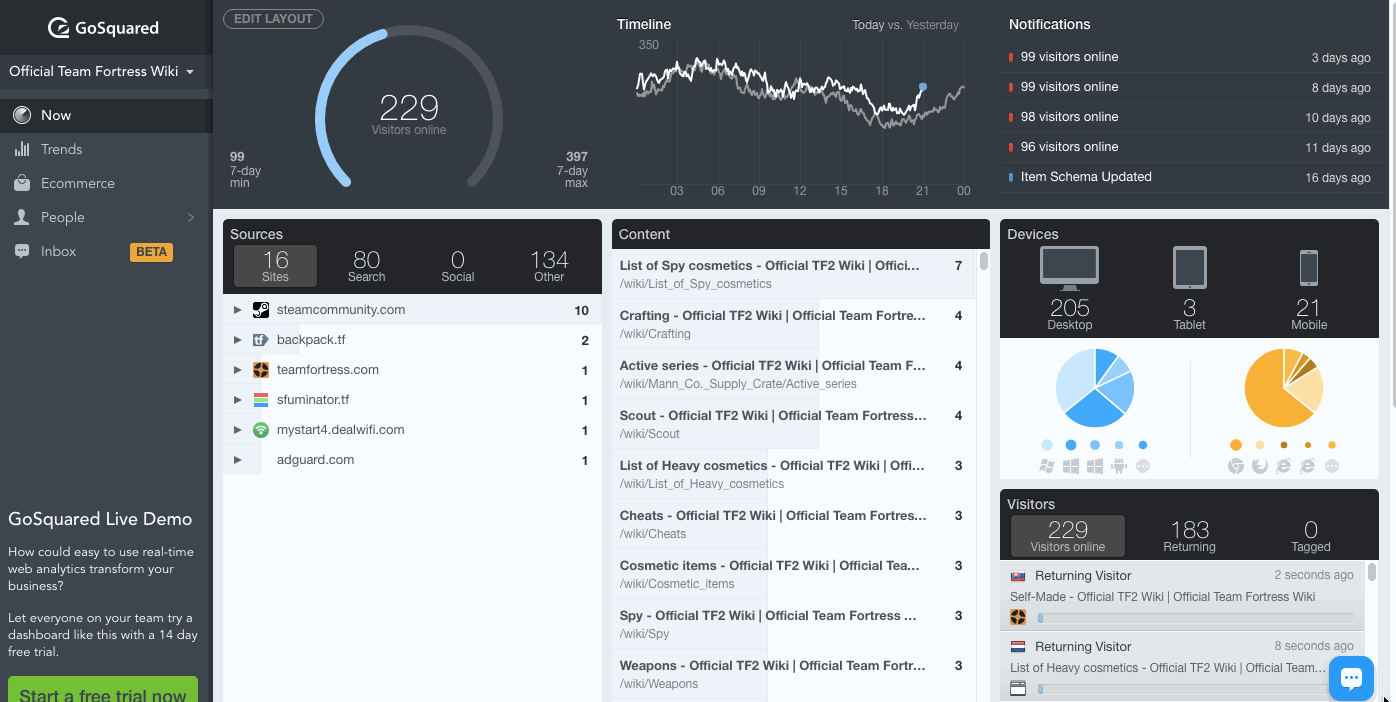 GoSquared
Official Team Fortress Wiki
Now
Trends
Ecommerce
People
Inbox
BETA
GoSquared Live Demo
How could easy to use real-time
web analytics transform your
business?
Let everyone on your team try a
dashboard like this with a 14 day
free trial.
Start a free trial now
EDIT LAYOUT
229
Visitors online
99
7-day
min
397
7-day
max
Timeline
Today vs. Yesterday
350
03 06 09 12 15 18 21 00
Notifications
99 visitors online 3 days ago
99 visitors online 8 days ago
98 visitors online 10 days ago
96 visitors online 11 days ago
Item Schema Updated 16 days ago
Sources
16 80 0 134
Sites Search Social Other
steamcommunity.com 10
backpack.tf 2
teamfortress.com 1
sfuminator.tf 1
mystart4.dealwifi.com 1
adguard.com 1
Content
List of Spy cosmetics - Official TF2 Wiki | Offici... 7
/wiki/List_of_Spy_cosmetics
Crafting - Official TF2 Wiki | Official Team Fortre... 4
/wiki/Crafting
Active series - Official TF2 Wiki | Official Team F... 4
/wiki/Mann_Co._Supply_Crate/Active_series
Scout - Official TF2 Wiki | Official Team Fortress... 4
/wiki/Scout
List of Heavy cosmetics - Official TF2 Wiki | Offi... 3
/wiki/List_of_Heavy_cosmetics
Cheats - Official TF2 Wiki | Official Team Fortres... 3
/wiki/Cheats
Cosmetic items - Official TF2 Wiki | Official Tea... 3
/wiki/Cosmetic_items
Spy - Official TF2 Wiki | Official Team Fortress ... 3
/wiki/Spy
Weapons - Official TF2 Wiki | Official Team Fortr... 3
/wiki/Weapons
Devices
205 3 21
Desktop Tablet Mobile
Visitors
229 183 0
Visitors online Returning Tagged
Returning Visitor 2 seconds ago
Self-Made - Official TF2 Wiki | Official Team Fortress Wiki
Returning Visitor 8 seconds ago
List of Heavy cosmetics - Official TF2 Wiki | Official Team...